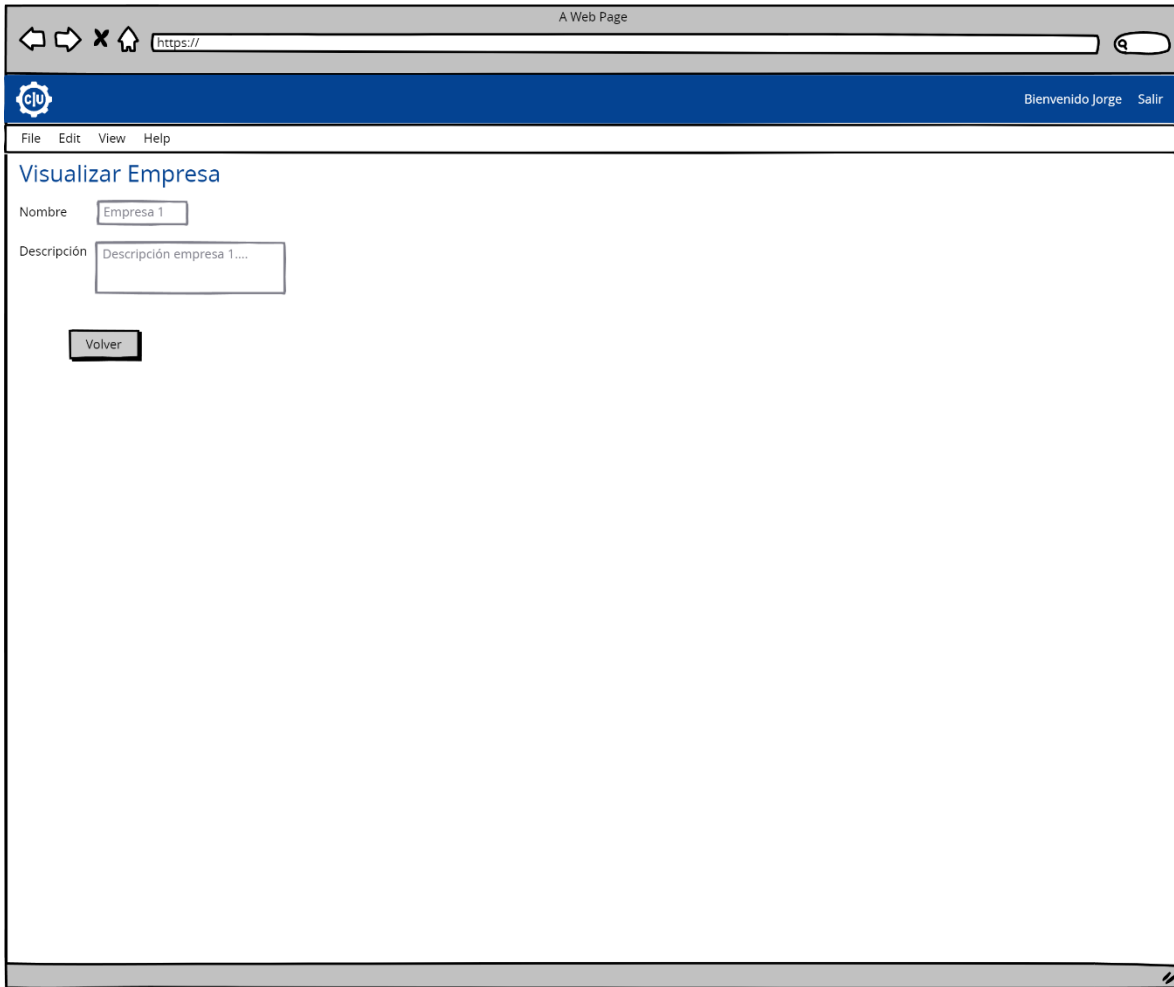 A Web Page
https://
c|u
Bienvenido Jorge Salir
File Edit View Help
Visualizar Empresa
Nombre Empresa 1
Descripción Descripción empresa 1....
Volver